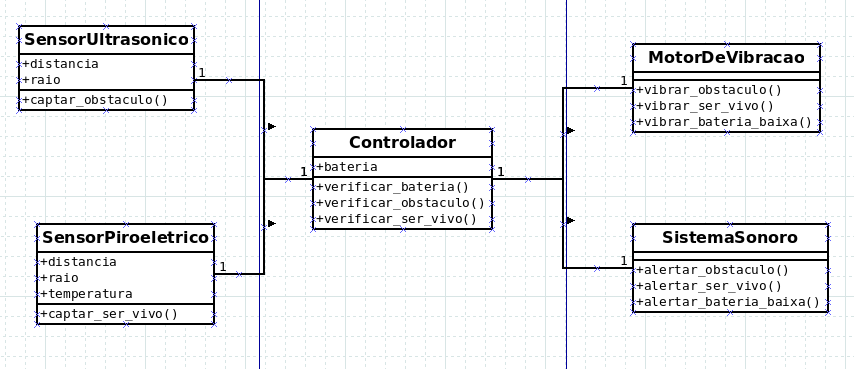 SensorUltrasonico
+distancia
+raio
+captar_obstaculo()
1
SensorPiroeletrico
+distancia
+raio
+temperatura
+captar_ser_vivo()
1
Controlador
+bateria
+verificar_bateria()
+verificar_obstaculo()
+verificar_ser_vivo()
1
1
MotorDeVibracao
+vibrar_obstaculo()
+vibrar_ser_vivo()
+vibrar_bateria_baixa()
1
SistemaSonoro
+alertar_obstaculo()
+alertar_ser_vivo()
+alertar_bateria_baixa()
1